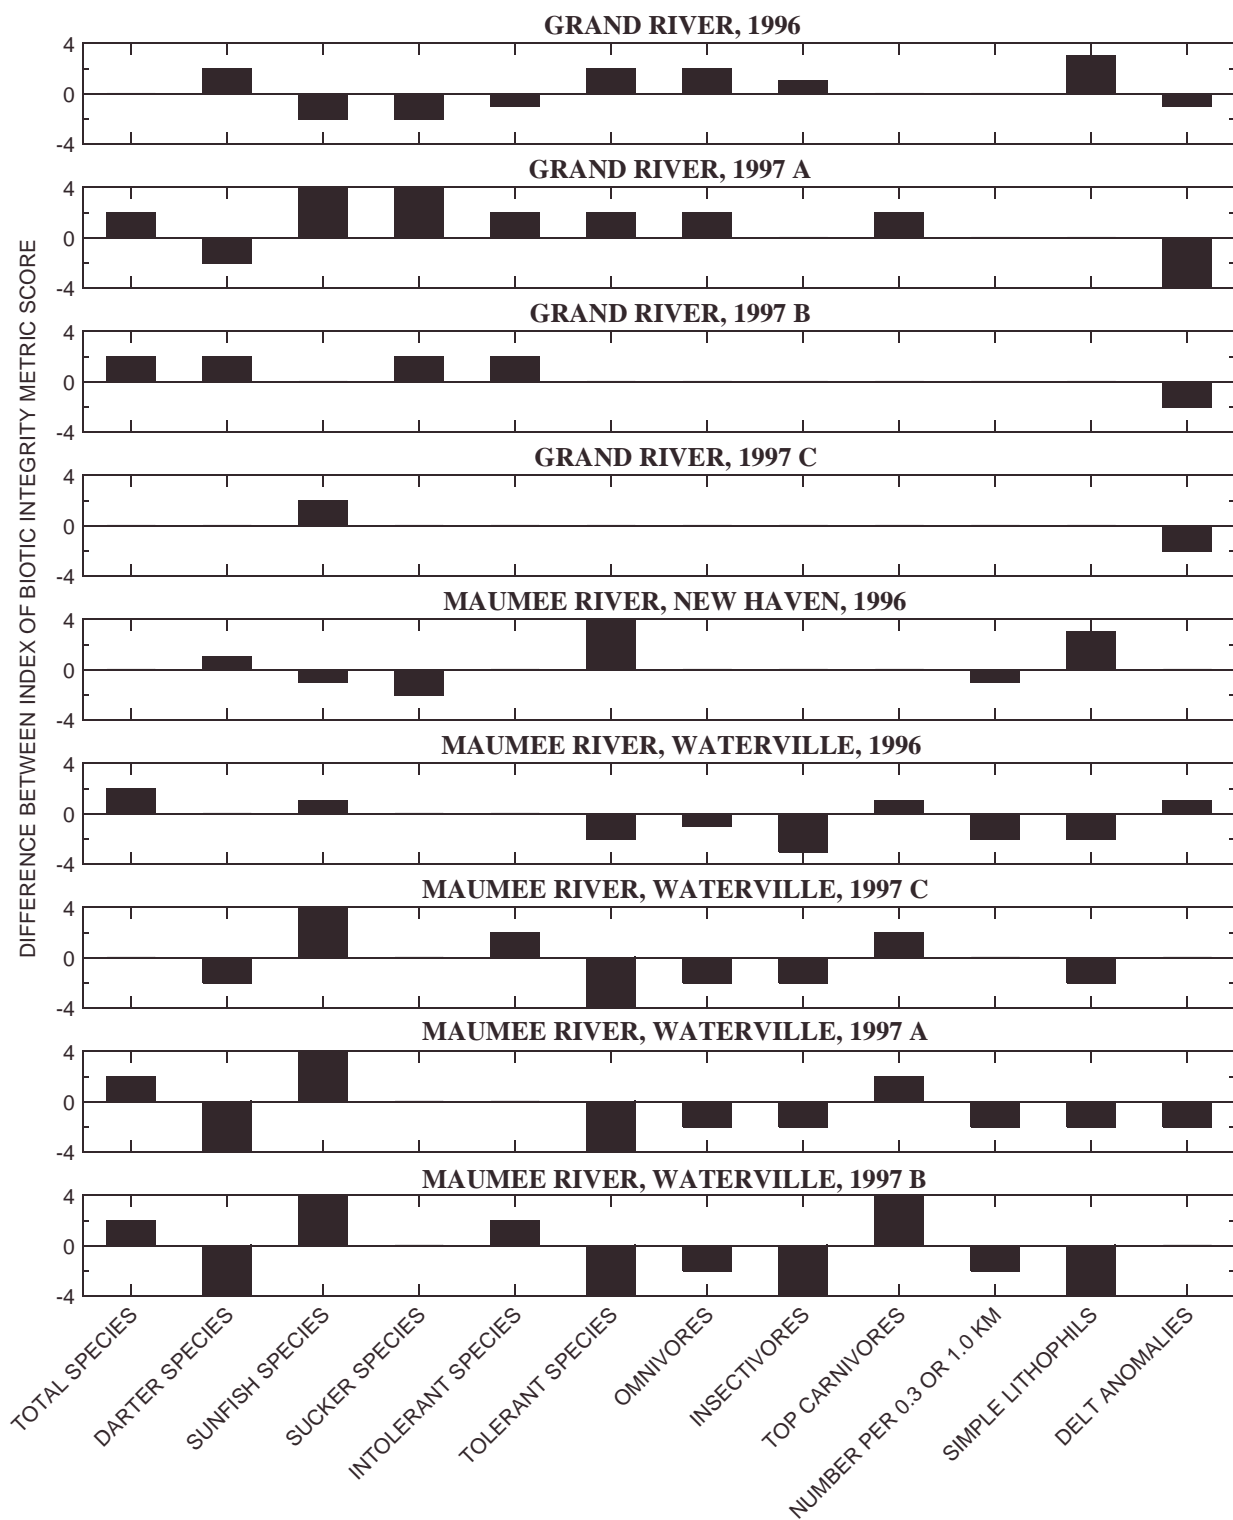 GRAND RIVER, 1996
4
0
-4
GRAND RIVER, 1997 A
4
0
-4
GRAND RIVER, 1997 B
4
0
-4
GRAND RIVER, 1997 C
4
0
-4
MAUMEE RIVER, NEW HAVEN, 1996
4
0
-4
MAUMEE RIVER, WATERVILLE, 1996
4
0
-4
MAUMEE RIVER, WATERVILLE, 1997 C
4
0
-4
MAUMEE RIVER, WATERVILLE, 1997 A
4
0
-4
MAUMEE RIVER, WATERVILLE, 1997 B
4
0
-4
DIFFERENCE BETWEEN INDEX OF BIOTIC INTEGRITY METRIC SCORE
TOTAL SPECIES
DARTER SPECIES
SUNFISH SPECIES
SUCKER SPECIES
INTOLERANT SPECIES
TOLERANT SPECIES
OMNIVORES
INSECTIVORES
TOP CARNIVORES
NUMBER PER 0.3 OR 1.0 KM
SIMPLE LITHOPHILS
DELT ANOMALIES